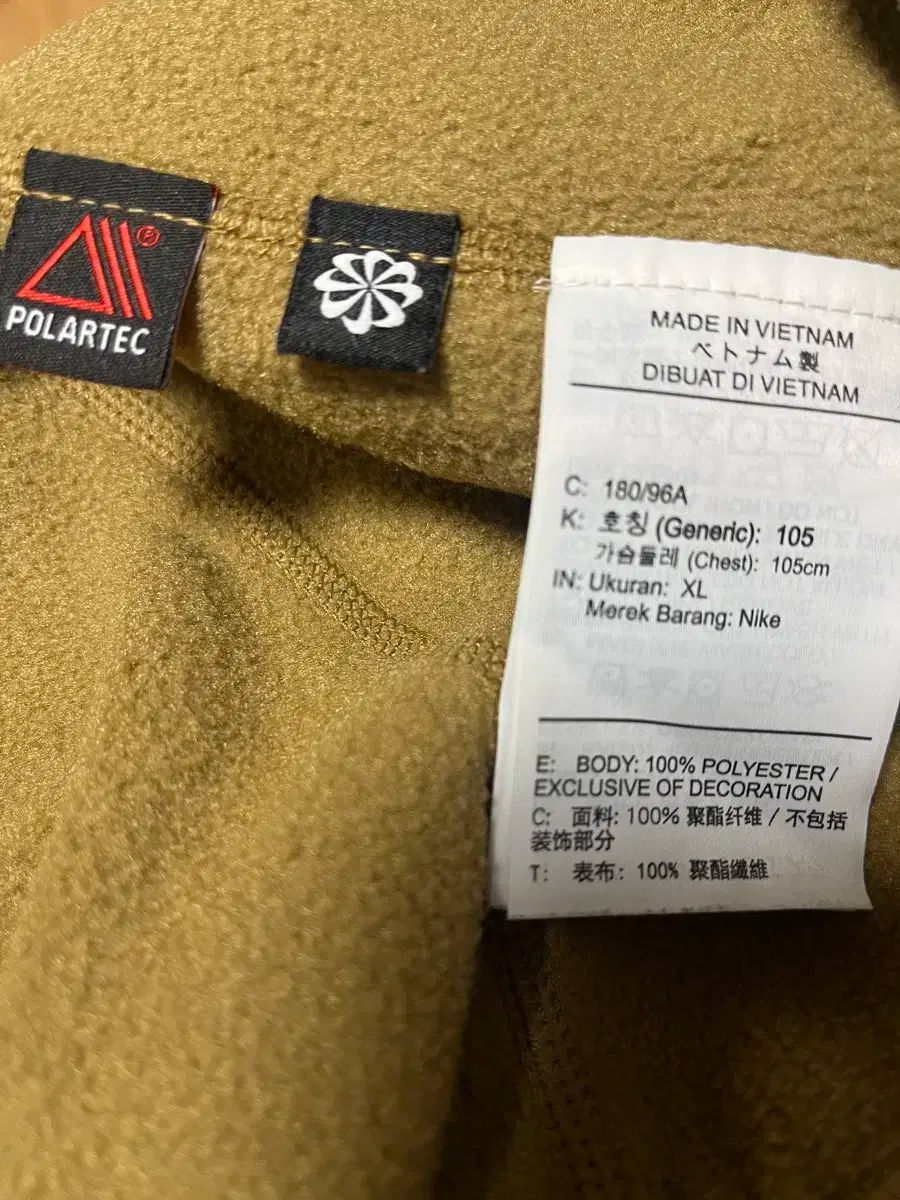 POLARTEC
®
MADE IN VIETNAM
ベトナム製
DIBUAT DI VIETNAM
C: 180/96A
K: 호칭 (Generic): 105
가슴둘레 (Chest): 105cm
IN: Ukuran: XL
Merek Barang: Nike
E: BODY: 100% POLYESTER /
EXCLUSIVE OF DECORATION
C: 面料: 100% 聚酯纤维 / 不包括
装饰部分
T: 表布: 100% 聚酯纖維